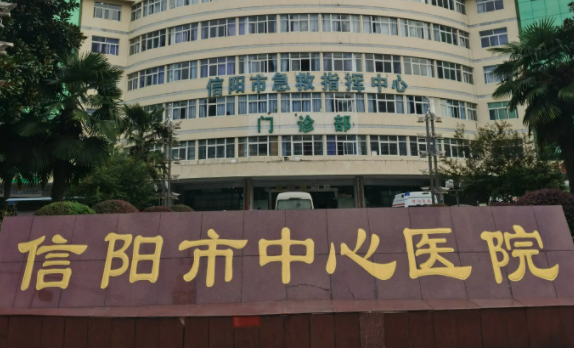 信阳市急救指挥中心
门诊部
信阳市中心医院